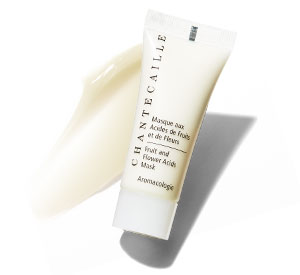 CHANTECAILLE
Masque aux
Acides de Fruits
et de Fleurs
Fruit and
Flower Acids
Mask
Aromacologie